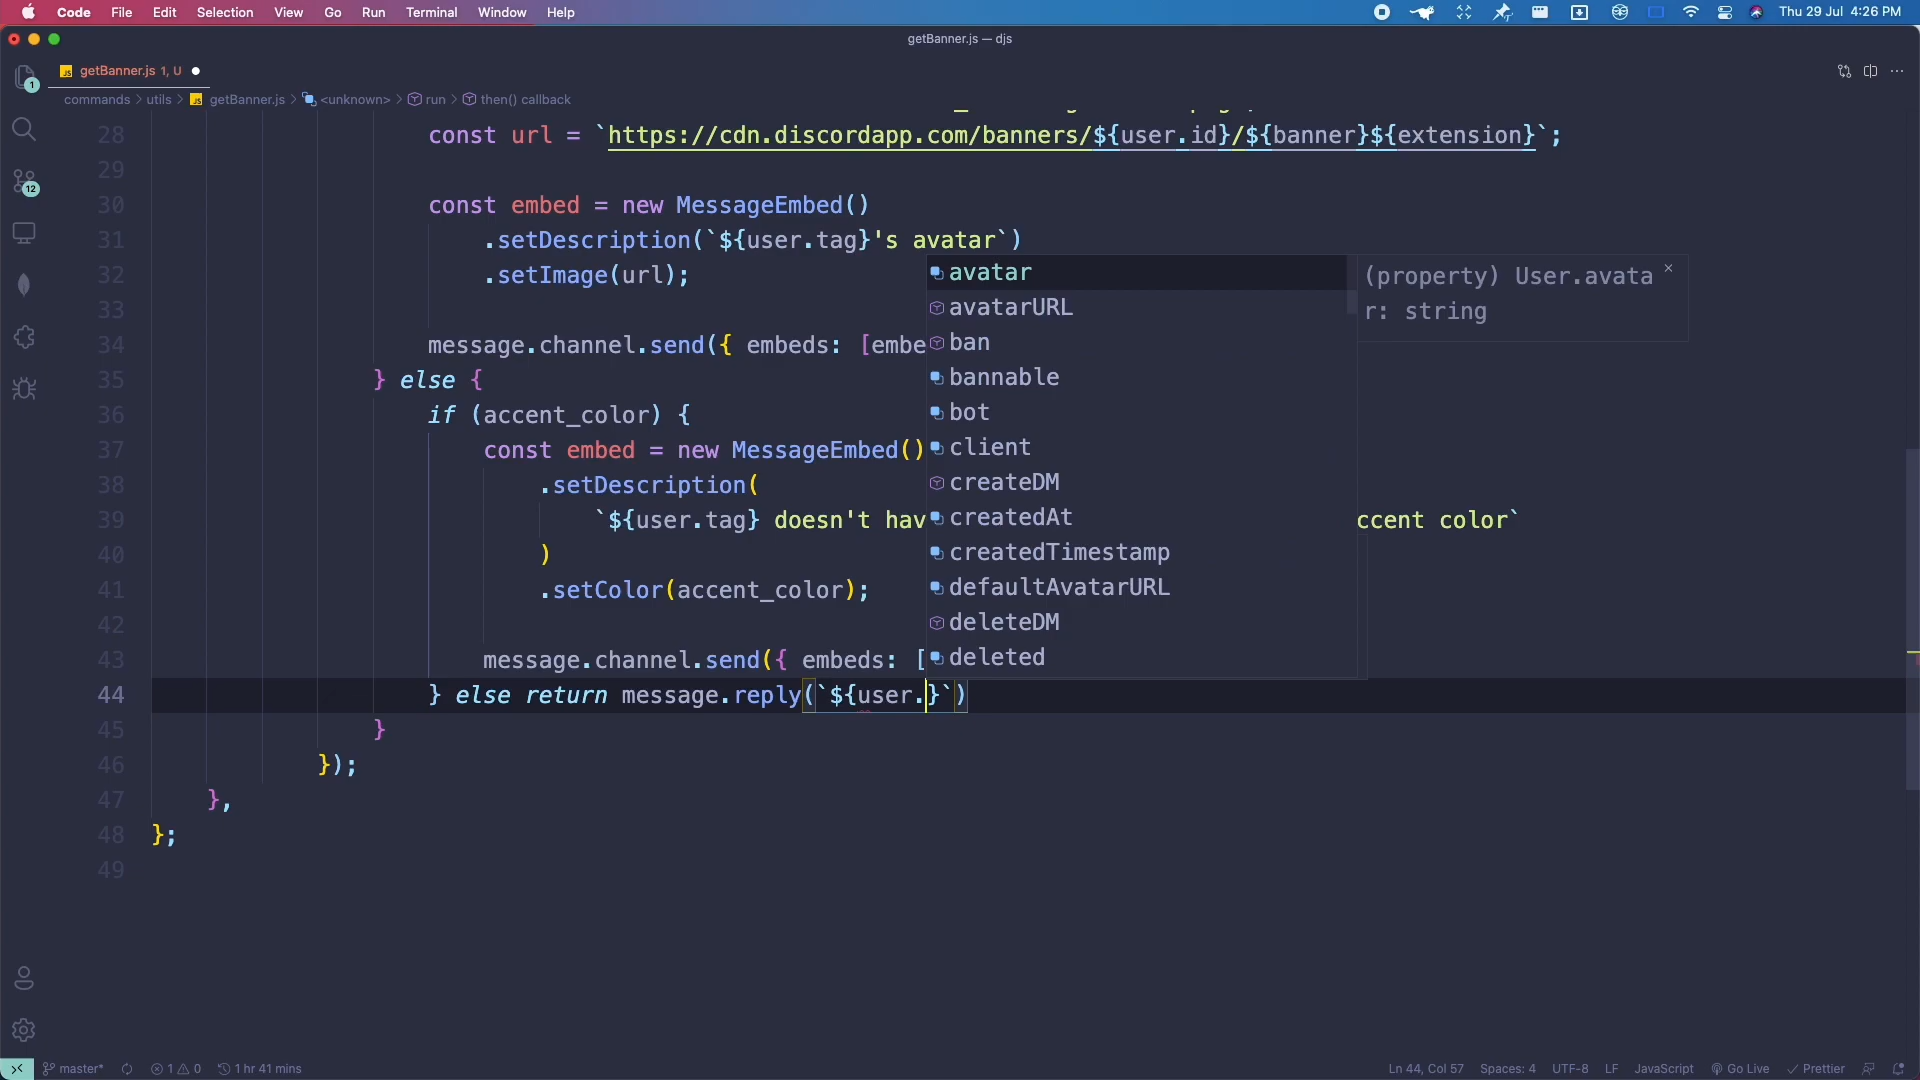 Code File Edit Selection View Go Run Terminal Window Help Thu 29 Jul 4:26 PM
getBanner.js — djs
JS getBanner.js 1, U
1
commands > utils > JS getBanner.js > <unknown> > run > then() callback
28 const url = `https://cdn.discordapp.com/banners/${user.id}/${banner}${extension}`;
29
30 const embed = new MessageEmbed()
31 .setDescription(`${user.tag}'s avatar`)
32 .setImage(url);
33
34 message.channel.send({ embeds: [embe
35 } else {
36 if (accent_color) {
37 const embed = new MessageEmbed()
38 .setDescription(
39 `${user.tag} doesn't hav ccent color`
40 )
41 .setColor(accent_color);
42
43 message.channel.send({ embeds: [
44 } else return message.reply(`${user.}`)
45 }
46 });
47 },
48 };
49
avatar
avatarURL
ban
bannable
bot
client
createDM
createdAt
createdTimestamp
defaultAvatarURL
deleteDM
deleted
(property) User.avata
r: string
12
master* 1 0 1 hr 41 mins Ln 44, Col 57 Spaces: 4 UTF-8 LF JavaScript Go Live Prettier